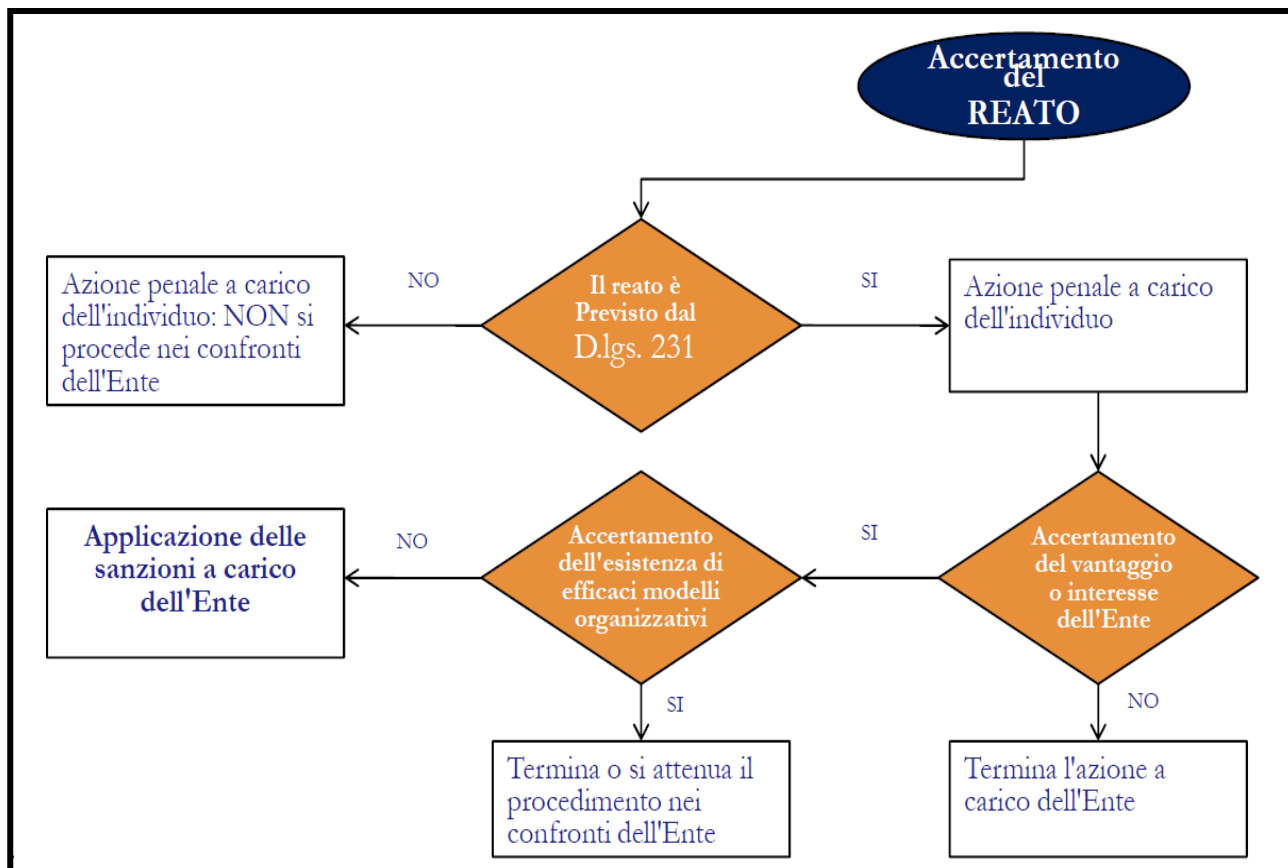 Accertamento
del
REATO
NO
Il reato è
Previsto dal
D.lgs. 231
SI
Azione penale a carico
dell'individuo: NON si
procede nei confronti
dell'Ente
Azione penale a carico
dell'individuo
Applicazione delle
sanzioni a carico
dell'Ente
NO
Accertamento
dell'esistenza di
efficaci modelli
organizzativi
SI
Accertamento
del vantaggio
o interesse
dell'Ente
SI
NO
Termina o si attenua il
procedimento nei
confronti dell'Ente
Termina l'azione a
carico dell'Ente